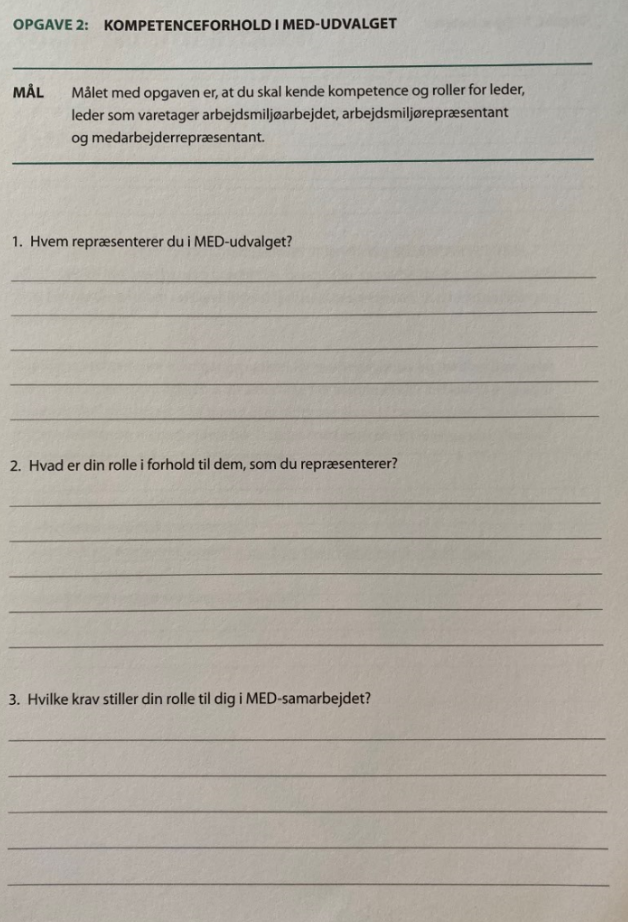 OPGAVE 2: KOMPETENCEFORHOLD I MED-UDVALGET
MÅL Målet med opgaven er, at du skal kende kompetence og roller for leder,
leder som varetager arbejdsmiljøarbejdet, arbejdsmiljørepræsentant
og medarbejderrepræsentant.
1. Hvem repræsenterer du i MED-udvalget?
2. Hvad er din rolle i forhold til dem, som du repræsenterer?
3. Hvilke krav stiller din rolle til dig i MED-samarbejdet?